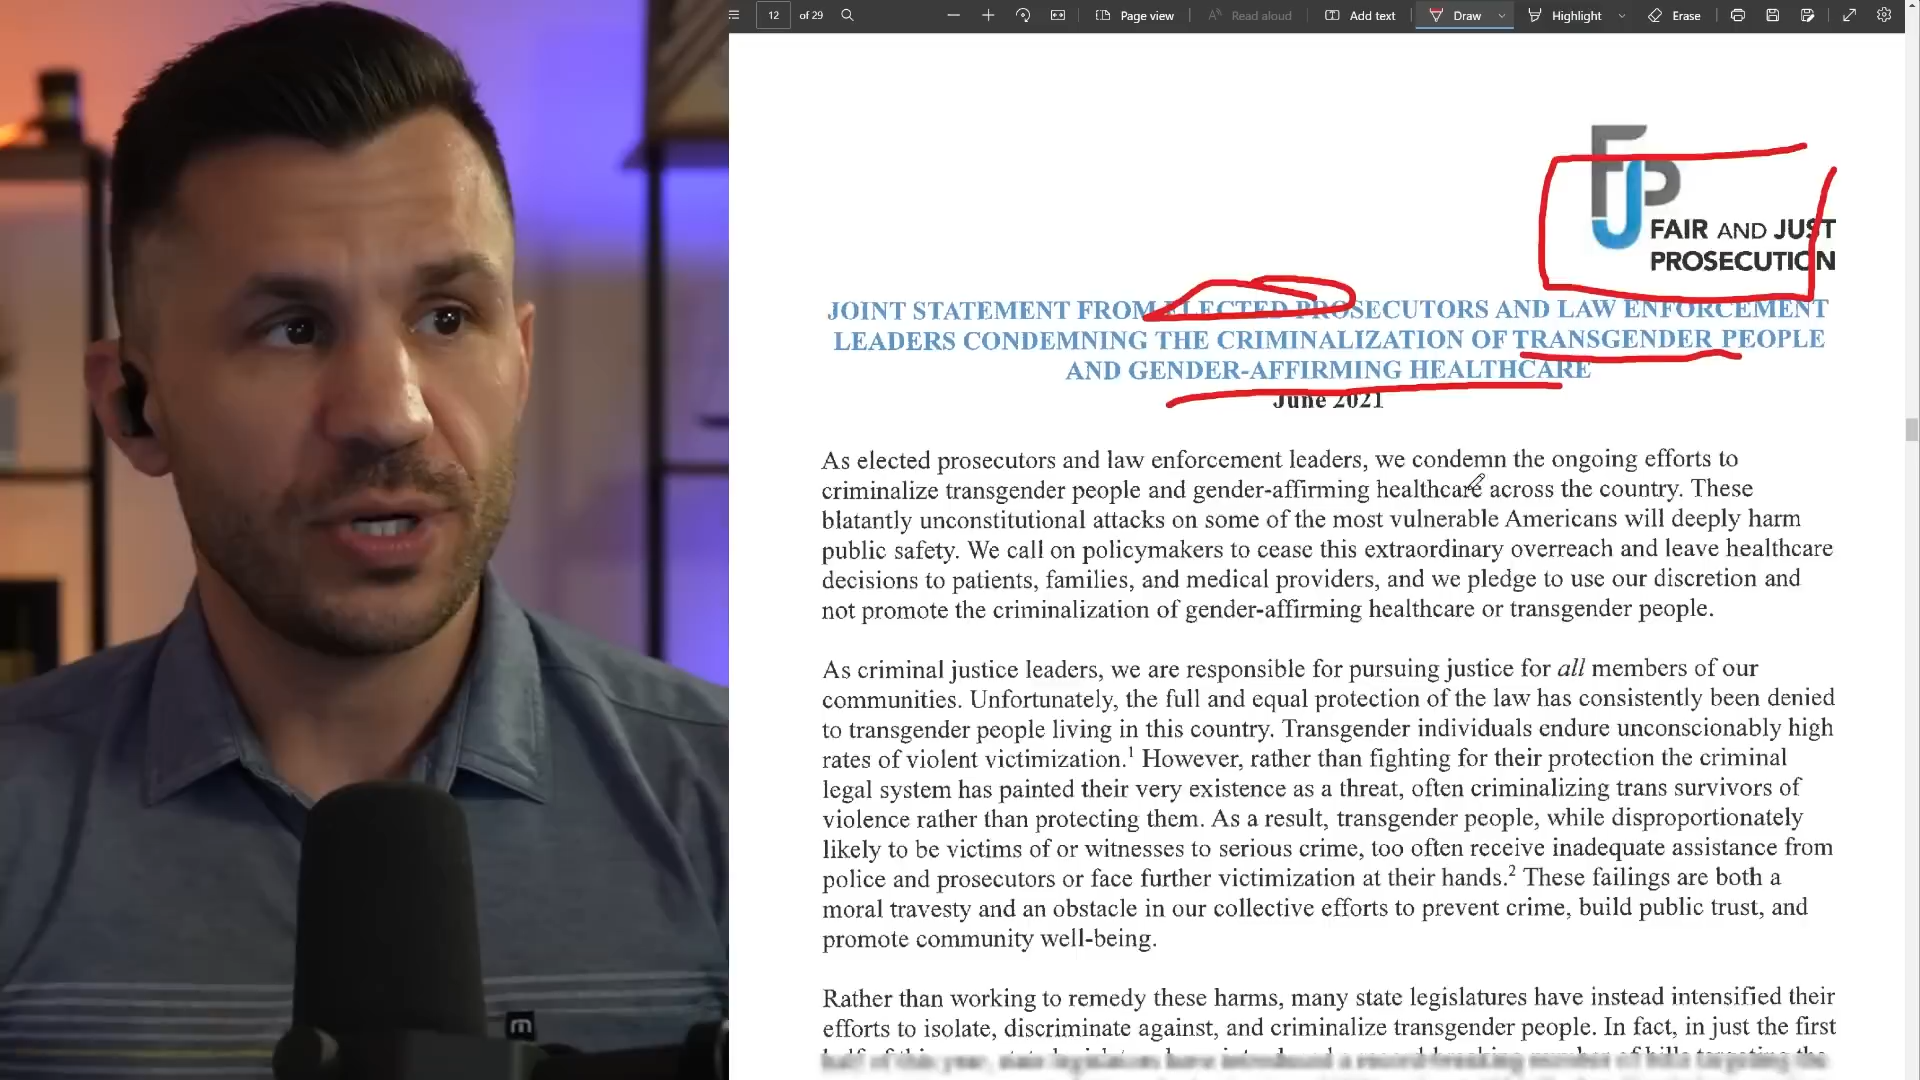 12 of 29 Page view Read aloud Add text Draw Highlight Erase
FJP
FAIR AND JUST
PROSECUTION
JOINT STATEMENT FROM ELECTED PROSECUTORS AND LAW ENFORCEMENT
LEADERS CONDEMNING THE CRIMINALIZATION OF TRANSGENDER PEOPLE
AND GENDER-AFFIRMING HEALTHCARE
June 2021
As elected prosecutors and law enforcement leaders, we condemn the ongoing efforts to
criminalize transgender people and gender-affirming healthcare across the country. These
blatantly unconstitutional attacks on some of the most vulnerable Americans will deeply harm
public safety. We call on policymakers to cease this extraordinary overreach and leave healthcare
decisions to patients, families, and medical providers, and we pledge to use our discretion and
not promote the criminalization of gender-affirming healthcare or transgender people.
As criminal justice leaders, we are responsible for pursuing justice for all members of our
communities. Unfortunately, the full and equal protection of the law has consistently been denied
to transgender people living in this country. Transgender individuals endure unconscionably high
rates of violent victimization.1 However, rather than fighting for their protection the criminal
legal system has painted their very existence as a threat, often criminalizing trans survivors of
violence rather than protecting them. As a result, transgender people, while disproportionately
likely to be victims of or witnesses to serious crime, too often receive inadequate assistance from
police and prosecutors or face further victimization at their hands.2 These failings are both a
moral travesty and an obstacle in our collective efforts to prevent crime, build public trust, and
promote community well-being.
Rather than working to remedy these harms, many state legislatures have instead intensified their
efforts to isolate, discriminate against, and criminalize transgender people. In fact, in just the first
m